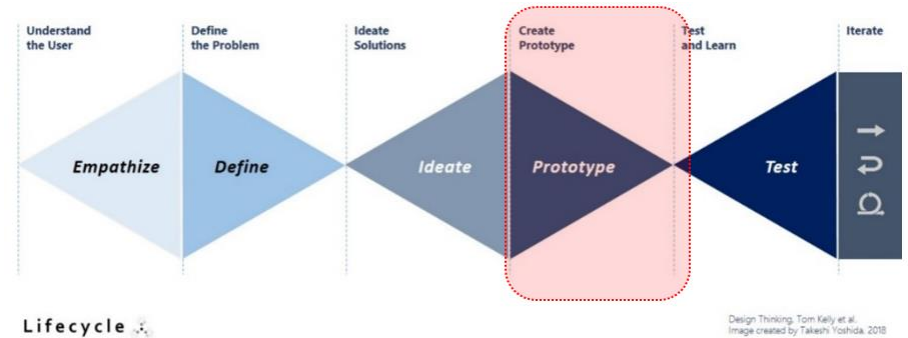 Understand
the User
Define
the Problem
Ideate
Solutions
Create
Prototype
Test
and Learn
Iterate
Empathize
Define
Ideate
Prototype
Test
Lifecycle
Design Thinking, Tom Kelly et al.
Image created by Takeshi Yoshida, 2018